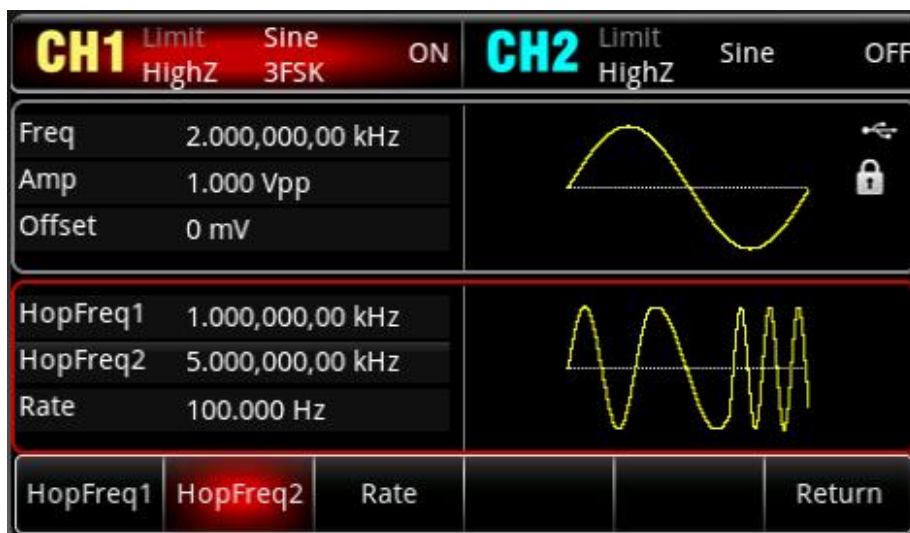 CH1 Limit Sine ON
HighZ 3FSK
CH2 Limit Sine OFF
HighZ
Freq 2.000,000,00 kHz
Amp 1.000 Vpp
Offset 0 mV
HopFreq1 1.000,000,00 kHz
HopFreq2 5.000,000,00 kHz
Rate 100.000 Hz
HopFreq1 HopFreq2 Rate Return